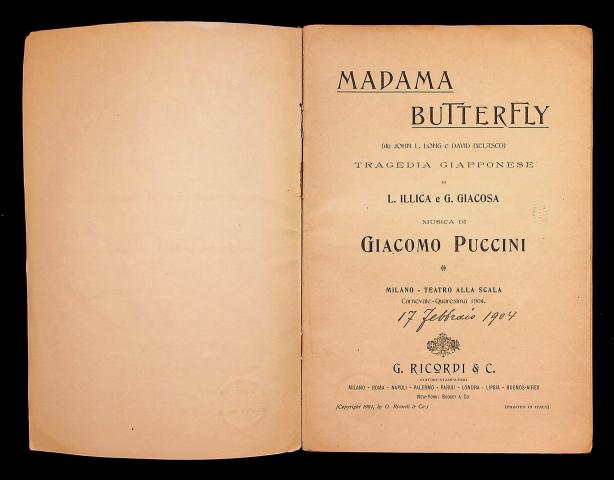 MADAMA
BUTTERFLY
(da JOHN L. LONG e DAVID BELASCO)
TRAGEDIA GIAPPONESE
DI
L. ILLICA e G. GIACOSA
MUSICA DI
GIACOMO PUCCINI
MILANO - TEATRO ALLA SCALA
Carnevale-Quaresima 1904.
17 Febbraio 1904
G. RICORDI & C.
EDITORI-STAMPATORI
MILANO - ROMA - NAPOLI - PALERMO - PARIGI - LONDRA - LIPSIA - BUENOS-AIRES
NEW-YORK: BOOSEY & Co
(Copyright 1904, by G. Ricordi & Co.)
(PRINTED IN ITALY).